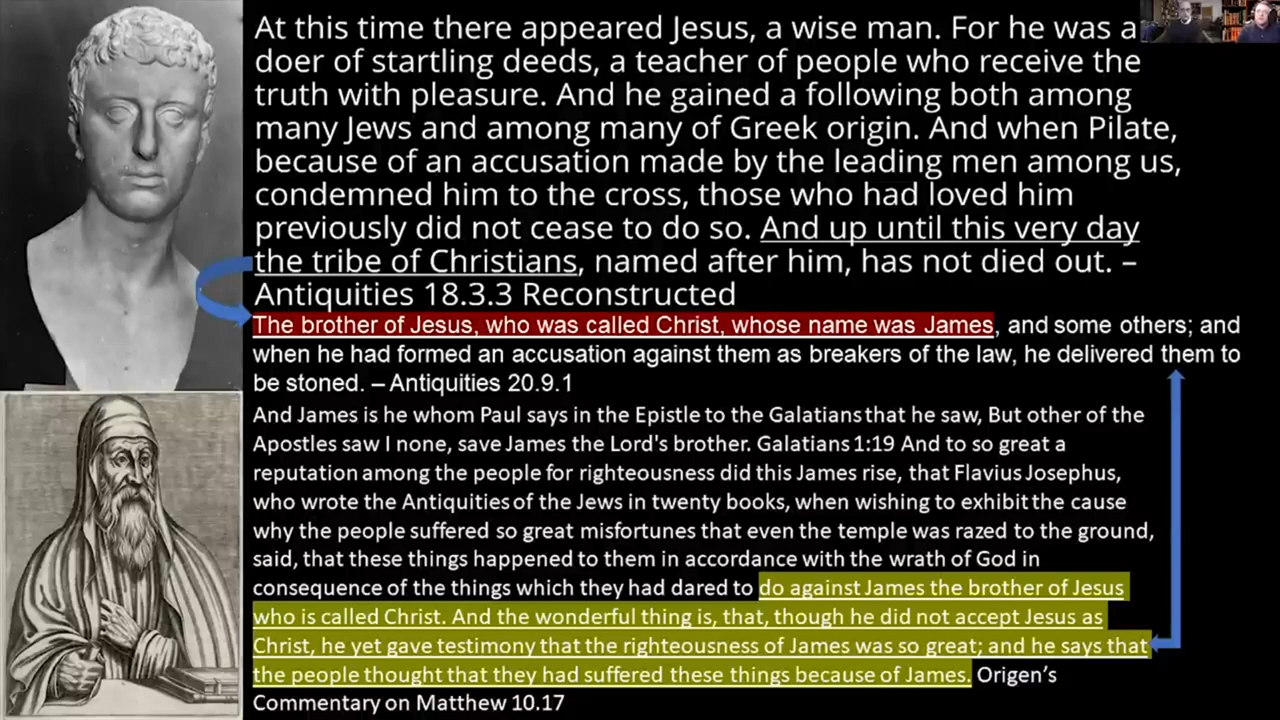 At this time there appeared Jesus, a wise man. For he was a
doer of startling deeds, a teacher of people who receive the
truth with pleasure. And he gained a following both among
many Jews and among many of Greek origin. And when Pilate,
because of an accusation made by the leading men among us,
condemned him to the cross, those who had loved him
previously did not cease to do so. And up until this very day
the tribe of Christians, named after him, has not died out. –
Antiquities 18.3.3 Reconstructed
The brother of Jesus, who was called Christ, whose name was James, and some others; and
when he had formed an accusation against them as breakers of the law, he delivered them to
be stoned. – Antiquities 20.9.1
And James is he whom Paul says in the Epistle to the Galatians that he saw, But other of the
Apostles saw I none, save James the Lord's brother. Galatians 1:19 And to so great a
reputation among the people for righteousness did this James rise, that Flavius Josephus,
who wrote the Antiquities of the Jews in twenty books, when wishing to exhibit the cause
why the people suffered so great misfortunes that even the temple was razed to the ground,
said, that these things happened to them in accordance with the wrath of God in
consequence of the things which they had dared to do against James the brother of Jesus
who is called Christ. And the wonderful thing is, that, though he did not accept Jesus as
Christ, he yet gave testimony that the righteousness of James was so great; and he says that
the people thought that they had suffered these things because of James. Origen’s
Commentary on Matthew 10.17